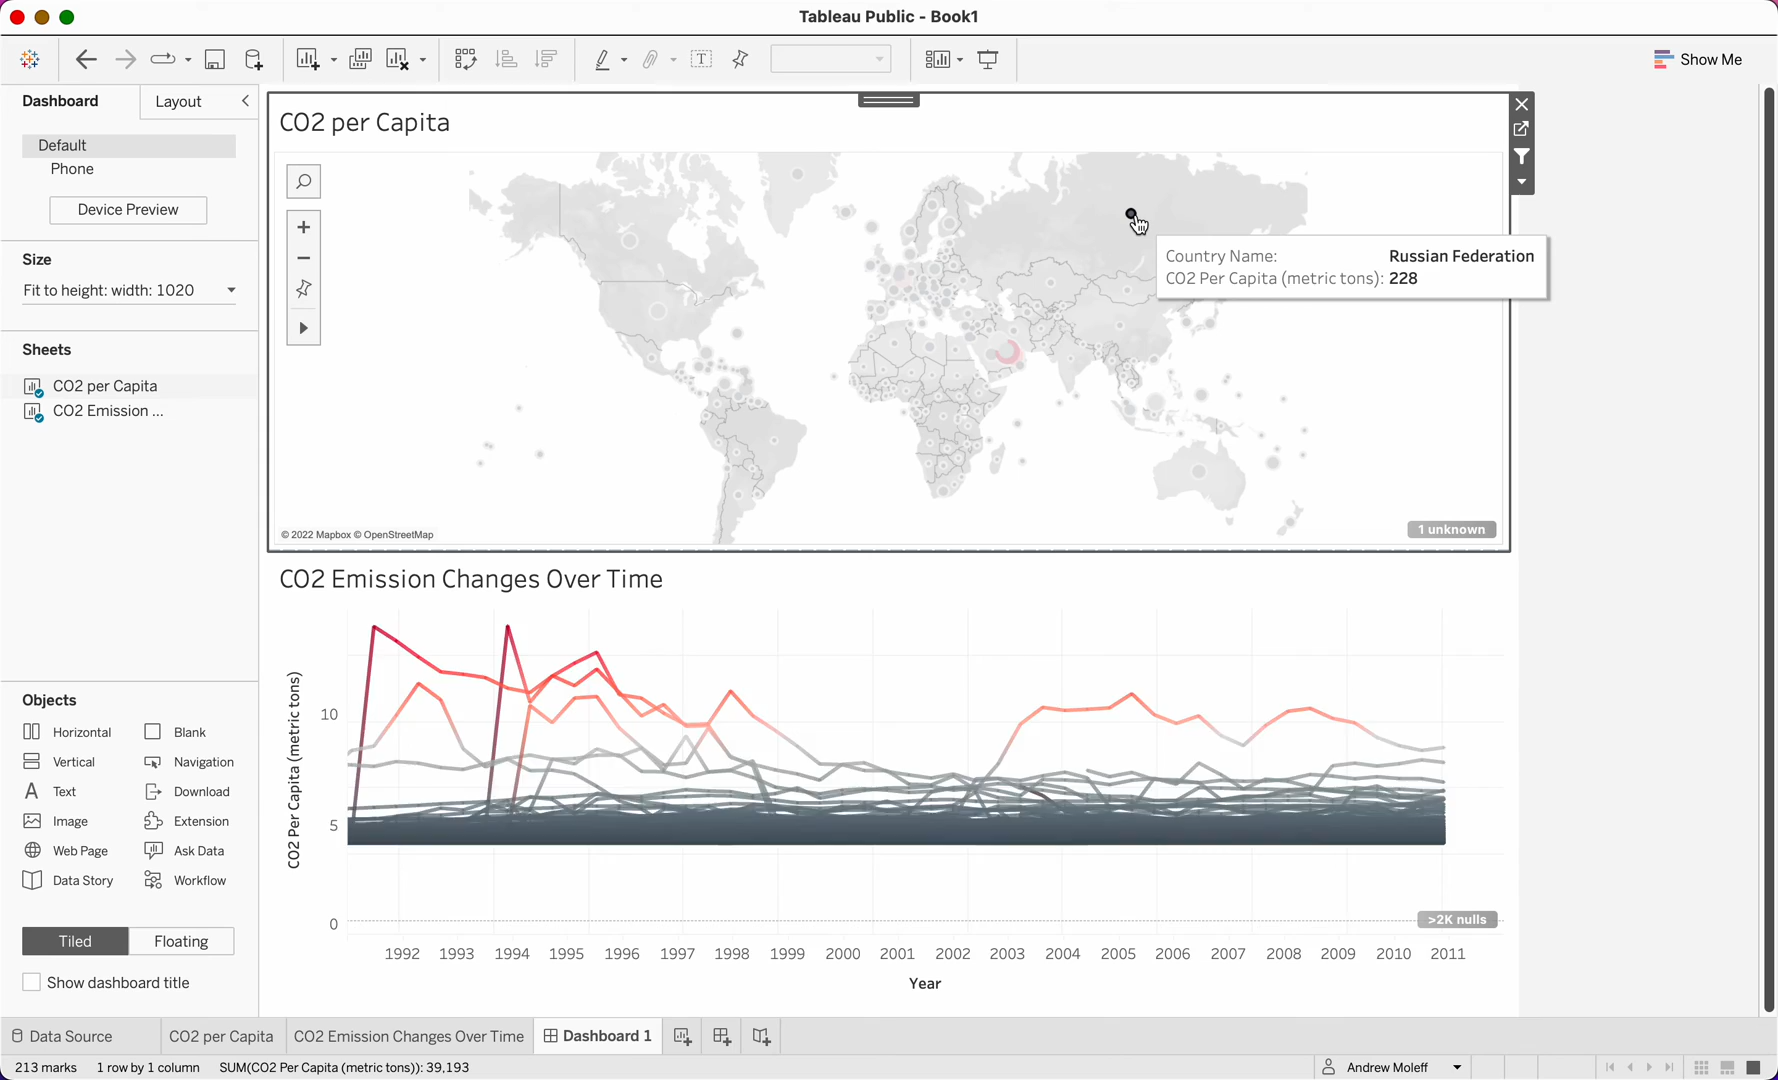 Tableau Public - Book1
Show Me
Dashboard
Layout
Default
Phone
Device Preview
Size
Fit to height: width: 1020
Sheets
CO2 per Capita
CO2 Emission ...
Objects
Horizontal
Blank
Vertical
Navigation
Text
Download
Image
Extension
Web Page
Ask Data
Data Story
Workflow
Tiled
Floating
Show dashboard title
CO2 per Capita
Country Name: Russian Federation
CO2 Per Capita (metric tons): 228
© 2022 Mapbox © OpenStreetMap
1 unknown
CO2 Emission Changes Over Time
CO2 Per Capita (metric tons)
10
5
0
>2K nulls
1992 1993 1994 1995 1996 1997 1998 1999 2000 2001 2002 2003 2004 2005 2006 2007 2008 2009 2010 2011
Year
Data Source
CO2 per Capita
CO2 Emission Changes Over Time
Dashboard 1
213 marks 1 row by 1 column SUM(CO2 Per Capita (metric tons)): 39,193
Andrew Moleff